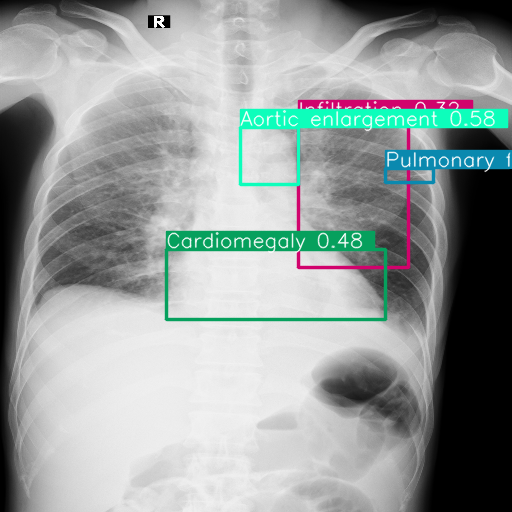 R
Infiltration 0.32
Aortic enlargement 0.58
Pulmonary f
Cardiomegaly 0.48